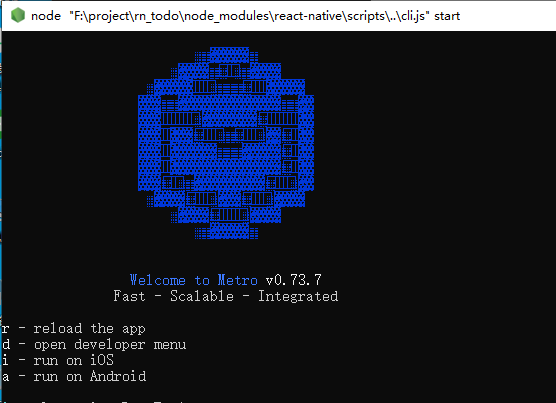 node "F:\project\rn_todo\node_modules\react-native\scripts\..\cli.js" start
Welcome to Metro v0.73.7
Fast - Scalable - Integrated
r - reload the app
d - open developer menu
i - run on iOS
a - run on Android